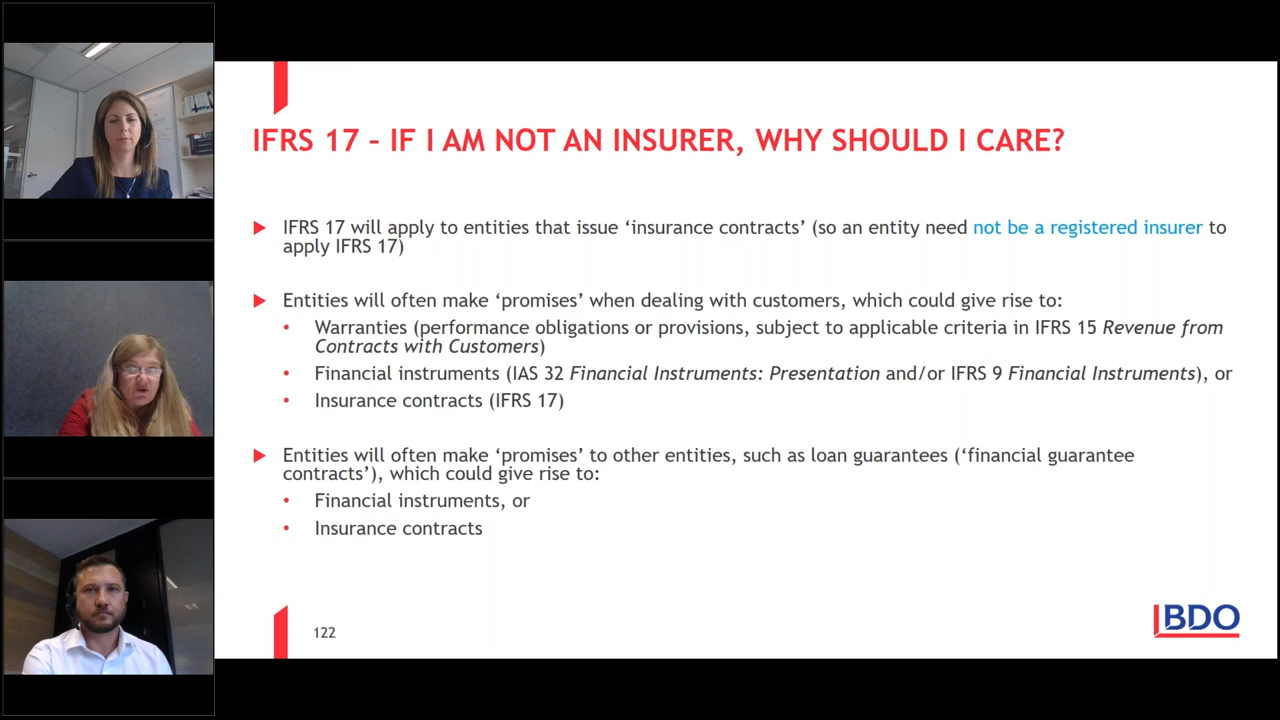 IFRS 17 – IF I AM NOT AN INSURER, WHY SHOULD I CARE?
IFRS 17 will apply to entities that issue ‘insurance contracts’ (so an entity need not be a registered insurer to
apply IFRS 17)
Entities will often make ‘promises’ when dealing with customers, which could give rise to:
Warranties (performance obligations or provisions, subject to applicable criteria in IFRS 15 Revenue from
Contracts with Customers)
Financial instruments (IAS 32 Financial Instruments: Presentation and/or IFRS 9 Financial Instruments), or
Insurance contracts (IFRS 17)
Entities will often make ‘promises’ to other entities, such as loan guarantees (‘financial guarantee
contracts’), which could give rise to:
Financial instruments, or
Insurance contracts
122
BDO